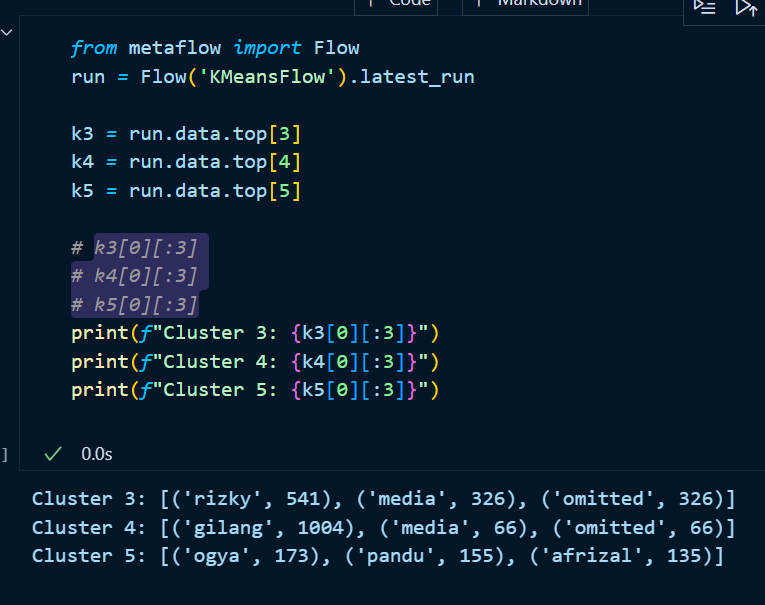 Code Markdown
from metaflow import Flow
run = Flow('KMeansFlow').latest_run
k3 = run.data.top[3]
k4 = run.data.top[4]
k5 = run.data.top[5]
# k3[0][:3]
# k4[0][:3]
# k5[0][:3]
print(f"Cluster 3: {k3[0][:3]}")
print(f"Cluster 4: {k4[0][:3]}")
print(f"Cluster 5: {k5[0][:3]}")
] 0.0s
Cluster 3: [('rizky', 541), ('media', 326), ('omitted', 326)]
Cluster 4: [('gilang', 1004), ('media', 66), ('omitted', 66)]
Cluster 5: [('ogya', 173), ('pandu', 155), ('afrizal', 135)]